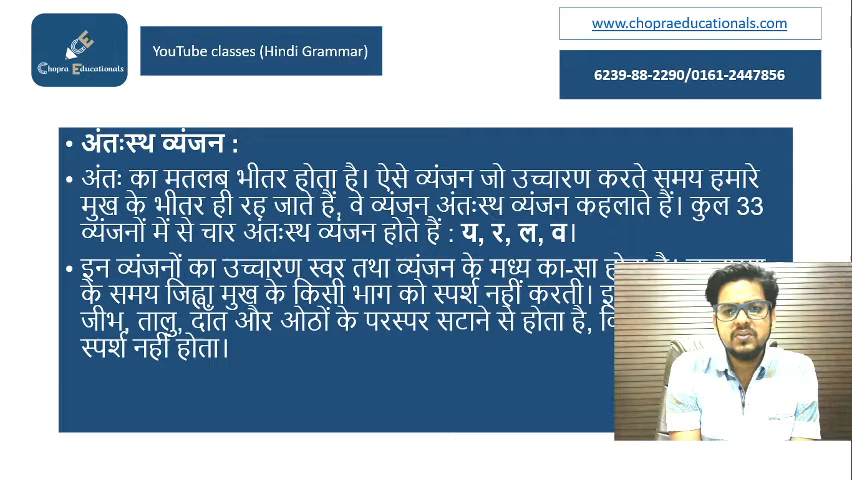 www.chopraeducationals.com
CE
Chopra Educationals
YouTube classes (Hindi Grammar)
6239-88-2290/0161-2447856
• अंतःस्थ व्यंजन :
• अंतः का मतलब भीतर होता है। ऐसे व्यंजन जो उच्चारण करते समय हमारे
मुख के भीतर ही रह जाते हैं, वे व्यंजन अंतःस्थ व्यंजन कहलाते हैं। कुल 33
व्यंजनों में से चार अंतःस्थ व्यंजन होते हैं : य, र, ल, व।
• इन व्यंजनों का उच्चारण स्वर तथा व्यंजन के मध्य का-सा होता है।
के समय जिह्वा मुख के किसी भाग को स्पर्श नहीं करती।
जीभ, तालु, दाँत और ओठों के परस्पर सटाने से होता है,
स्पर्श नहीं होता।